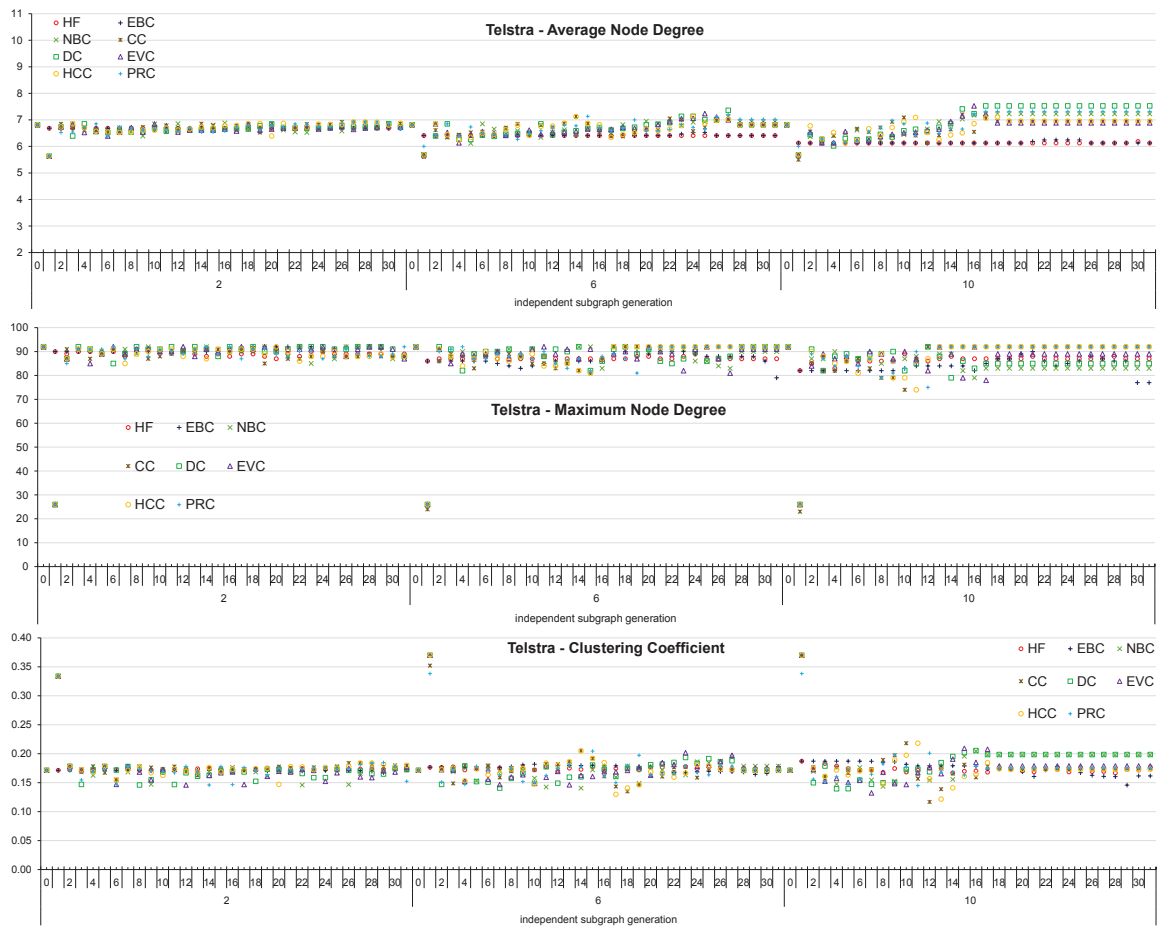 Telstra - Average Node Degree
HF EBC
NBC CC
DC EVC
HCC PRC
11
10
9
8
7
6
5
4
3
2
0 2 4 6 8 10 12 14 16 18 20 22 24 26 28 30 0 2 4 6 8 10 12 14 16 18 20 22 24 26 28 30 0 2 4 6 8 10 12 14 16 18 20 22 24 26 28 30
2 6 10
independent subgraph generation
100
90
80
70
60
50
40
30
20
10
0
Telstra - Maximum Node Degree
HF EBC NBC
CC DC EVC
HCC PRC
0 2 4 6 8 10 12 14 16 18 20 22 24 26 28 30 0 2 4 6 8 10 12 14 16 18 20 22 24 26 28 30 0 2 4 6 8 10 12 14 16 18 20 22 24 26 28 30
2 6 10
independent subgraph generation
Telstra - Clustering Coefficient
HF EBC NBC
CC DC EVC
HCC PRC
0.40
0.35
0.30
0.25
0.20
0.15
0.10
0.05
0.00
0 2 4 6 8 10 12 14 16 18 20 22 24 26 28 30 0 2 4 6 8 10 12 14 16 18 20 22 24 26 28 30 0 2 4 6 8 10 12 14 16 18 20 22 24 26 28 30
2 6 10
independent subgraph generation